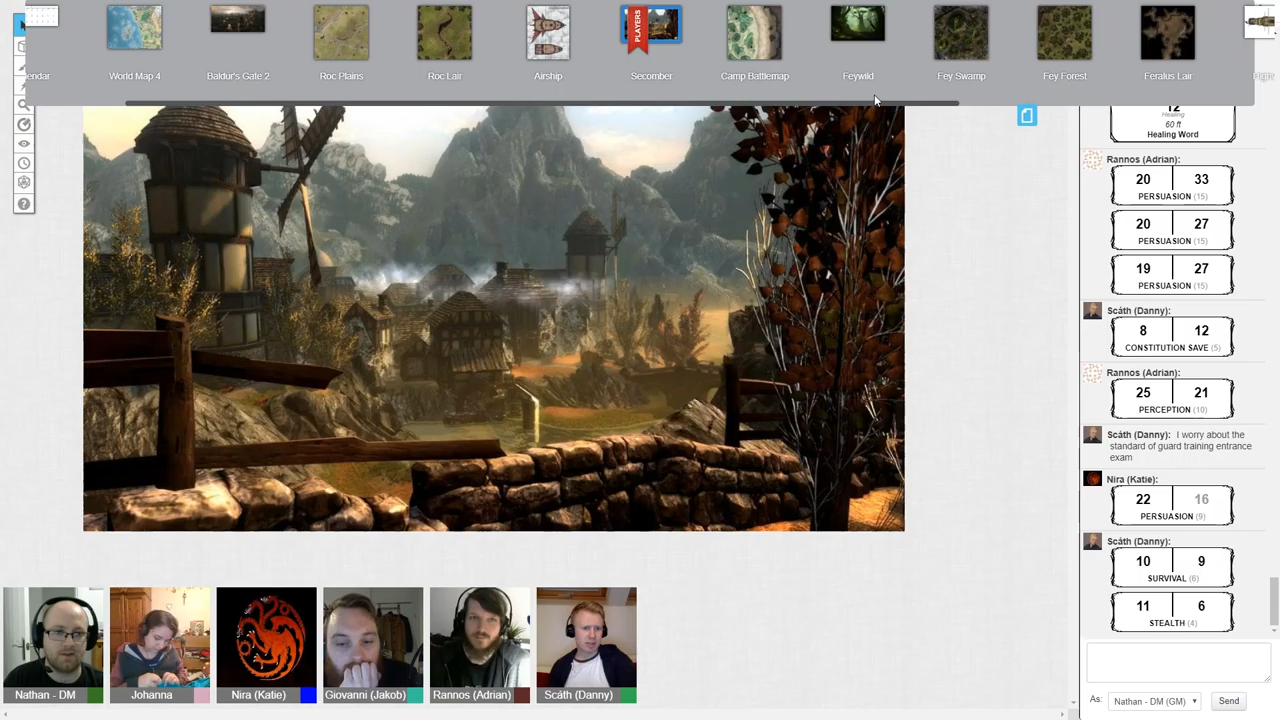 PLAYERS
endar
World Map 4
Baldur's Gate 2
Roc Plains
Roc Lair
Airship
Secomber
Camp Battlemap
Feywild
Fey Swamp
Fey Forest
Feralus Lair
12
Healing
60 ft
Healing Word
Rannos (Adrian):
20 33
PERSUASION (15)
20 27
PERSUASION (15)
19 27
PERSUASION (15)
Scáth (Danny):
8 12
CONSTITUTION SAVE (5)
Rannos (Adrian):
25 21
PERCEPTION (10)
Scáth (Danny): I worry about the
standard of guard training entrance
exam
Nira (Katie):
22 16
PERSUASION (9)
Scáth (Danny):
10 9
SURVIVAL (6)
11 6
STEALTH (4)
Nathan - DM
Johanna
Nira (Katie)
Giovanni (Jakob)
Rannos (Adrian)
Scáth (Danny)
As: Nathan - DM (GM) Send